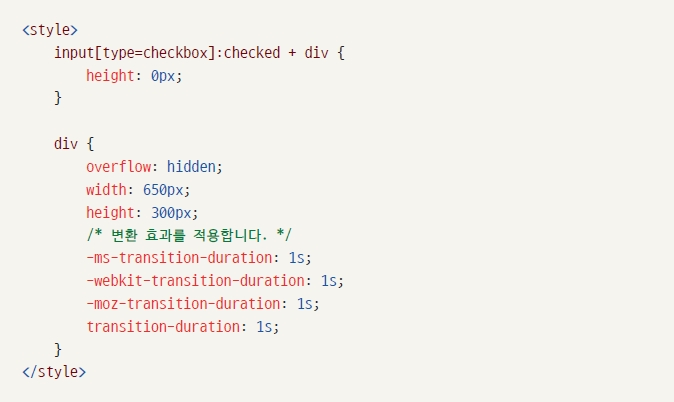 <style>
    input[type=checkbox]:checked + div {
        height: 0px;
    }

    div {
        overflow: hidden;
        width: 650px;
        height: 300px;
        /* 변환 효과를 적용합니다. */
        -ms-transition-duration: 1s;
        -webkit-transition-duration: 1s;
        -moz-transition-duration: 1s;
        transition-duration: 1s;
    }
</style>